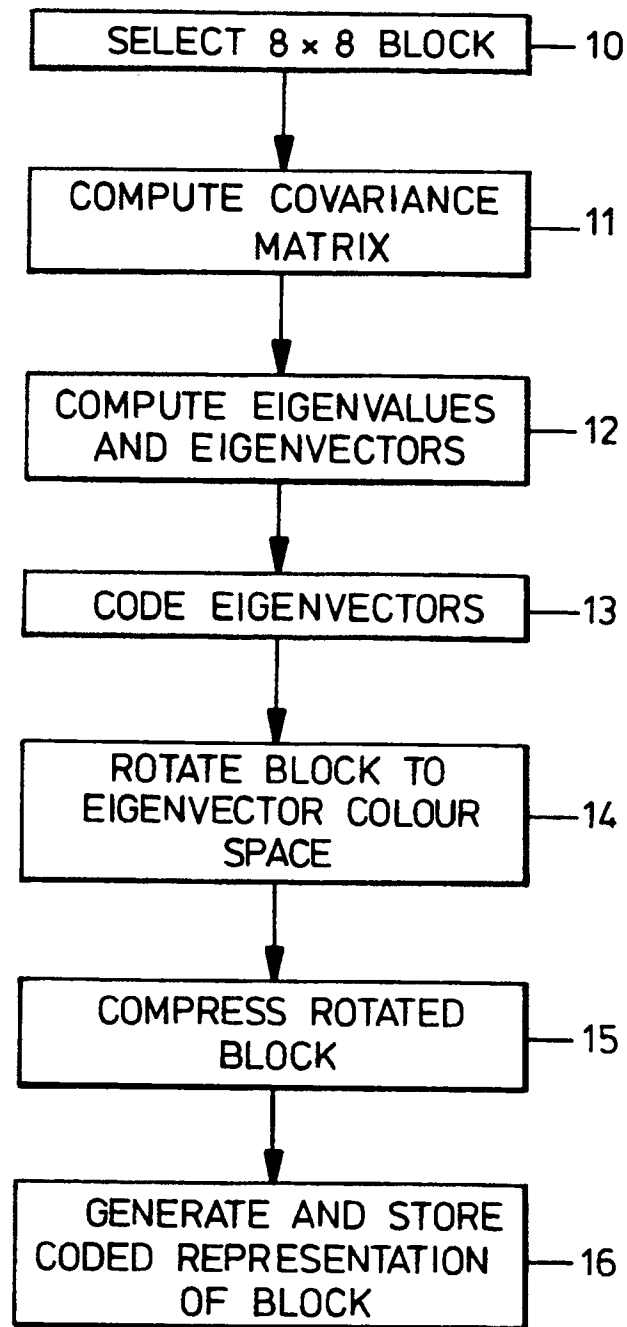 SELECT 8 × 8 BLOCK
10
COMPUTE COVARIANCE
MATRIX
11
COMPUTE EIGENVALUES
AND EIGENVECTORS
12
CODE EIGENVECTORS
13
ROTATE BLOCK TO
EIGENVECTOR COLOUR
SPACE
14
COMPRESS ROTATED
BLOCK
15
GENERATE AND STORE
CODED REPRESENTATION
OF BLOCK
16